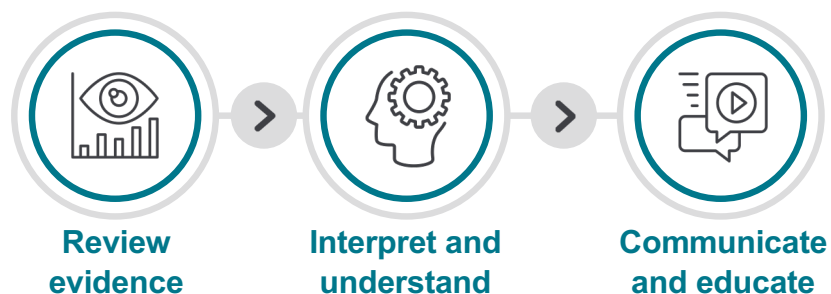 Review
evidence
Interpret and
understand
Communicate
and educate